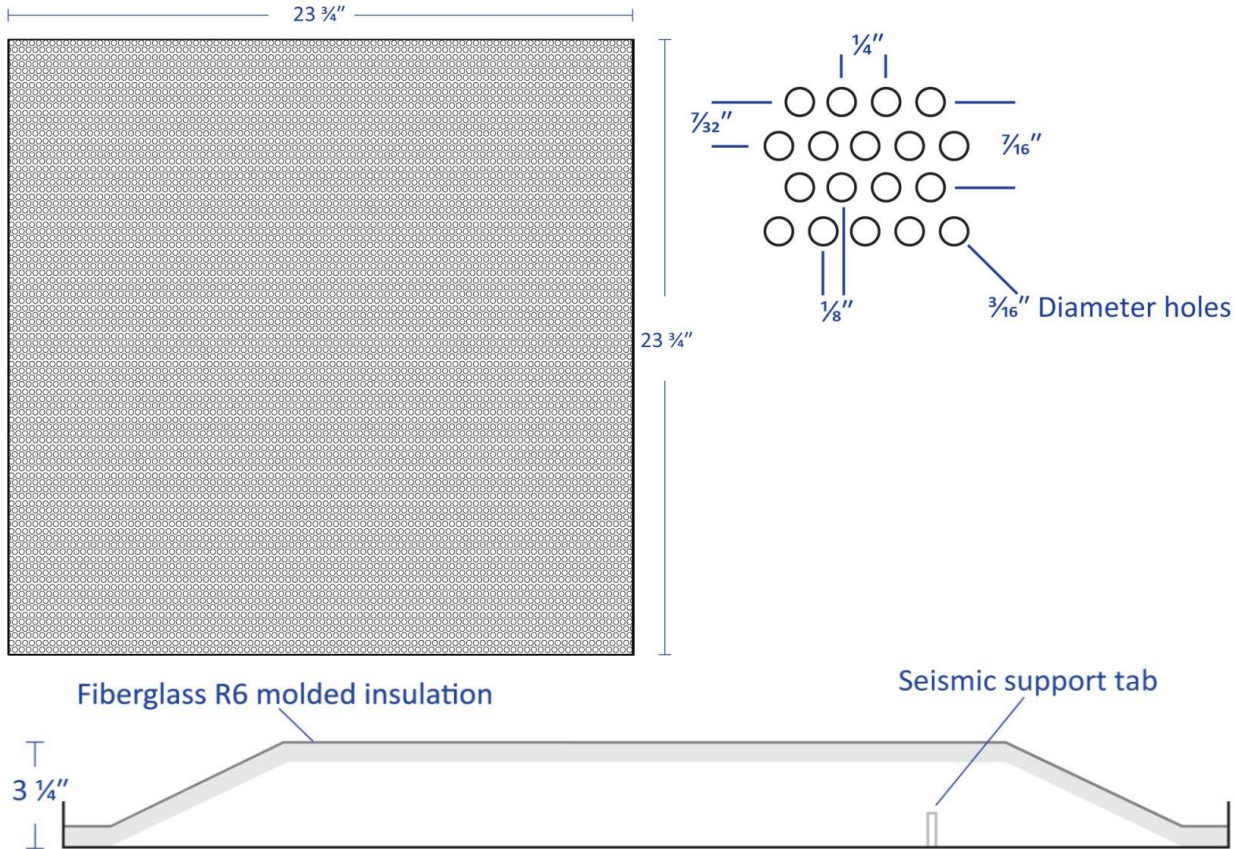 23 ¾″
¼″
⁷⁄₃₂″
⁷⁄₁₆″
⅛″
³⁄₁₆″ Diameter holes
23 ¾″
Fiberglass R6 molded insulation
Seismic support tab
3 ¼″